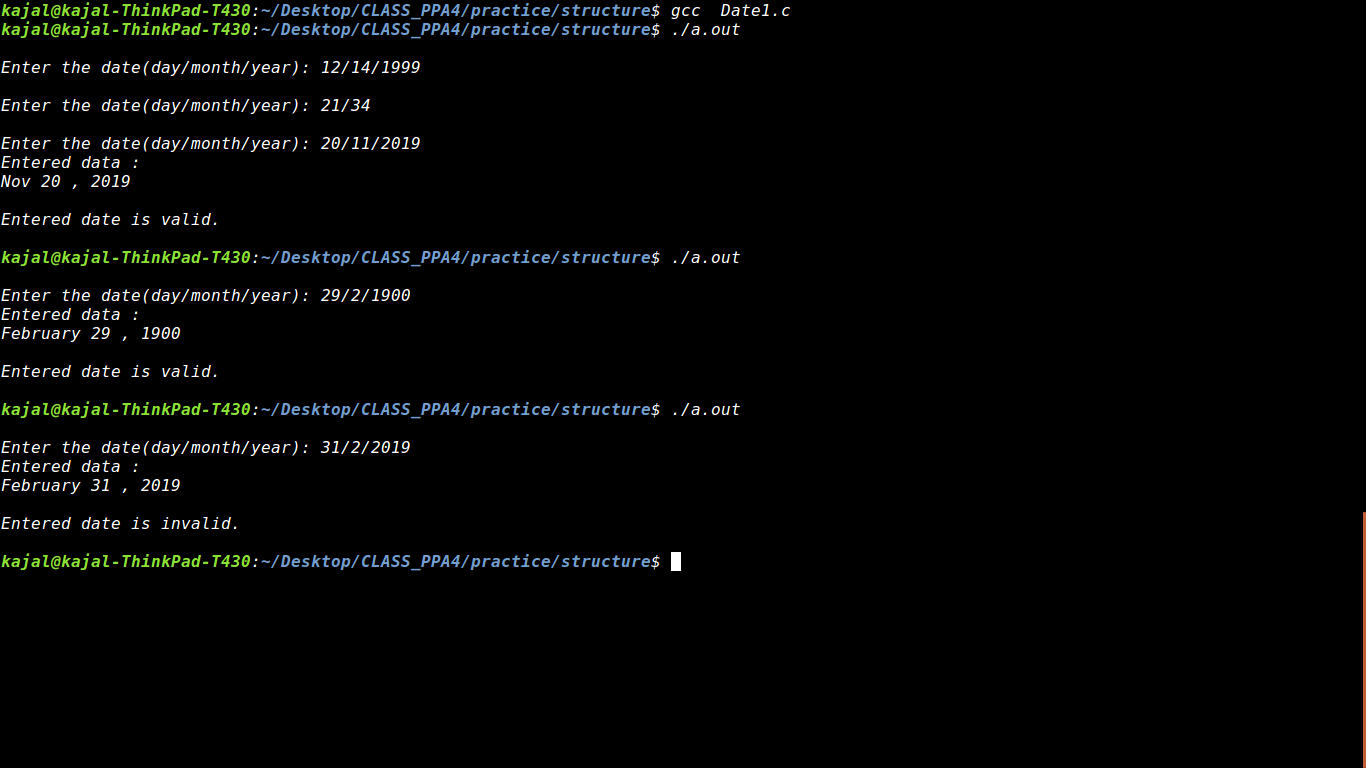 kajal@kajal-ThinkPad-T430:~/Desktop/CLASS_PPA4/practice/structure$ gcc  Date1.c
kajal@kajal-ThinkPad-T430:~/Desktop/CLASS_PPA4/practice/structure$ ./a.out
Enter the date(day/month/year): 12/14/1999
Enter the date(day/month/year): 21/34
Enter the date(day/month/year): 20/11/2019
Entered data :
Nov 20 , 2019
Entered date is valid.
kajal@kajal-ThinkPad-T430:~/Desktop/CLASS_PPA4/practice/structure$ ./a.out
Enter the date(day/month/year): 29/2/1900
Entered data :
February 29 , 1900
Entered date is valid.
kajal@kajal-ThinkPad-T430:~/Desktop/CLASS_PPA4/practice/structure$ ./a.out
Enter the date(day/month/year): 31/2/2019
Entered data :
February 31 , 2019
Entered date is invalid.
kajal@kajal-ThinkPad-T430:~/Desktop/CLASS_PPA4/practice/structure$